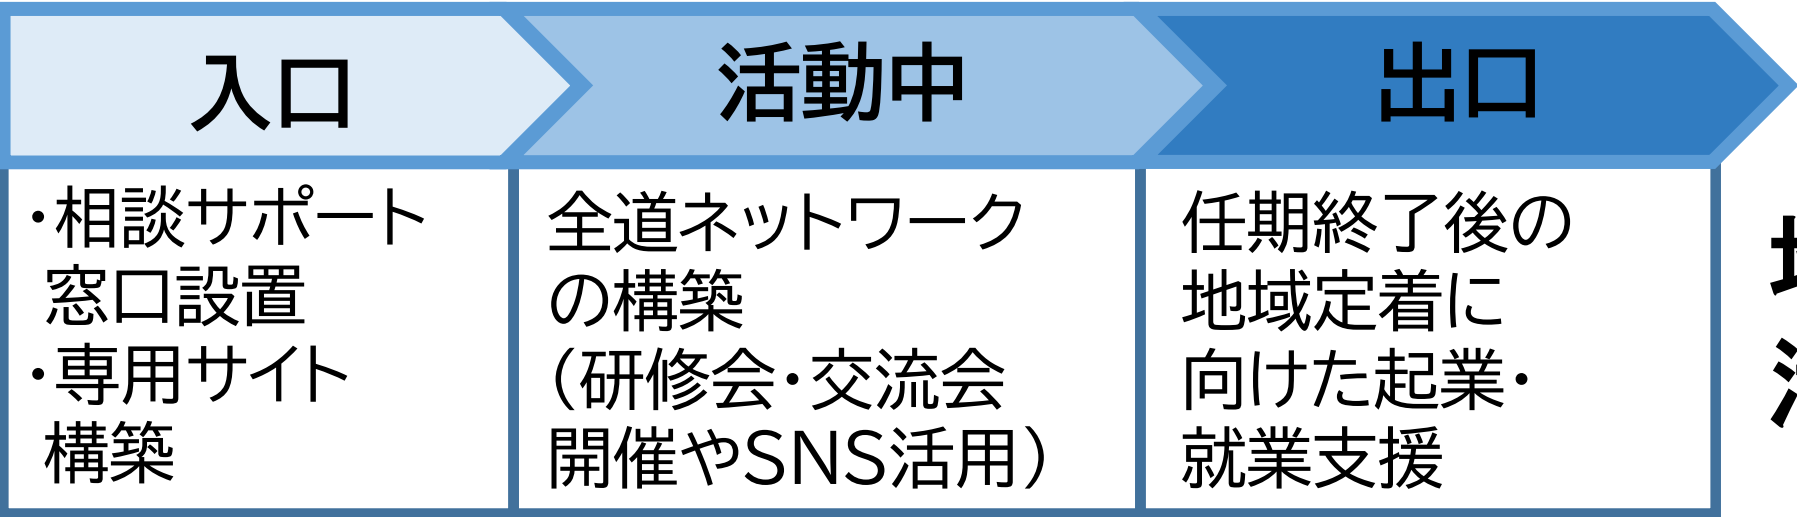 入口
・相談サポート
窓口設置
・専用サイト
構築
活動中
全道ネットワーク
の構築
（研修会・交流会
開催やSNS活用）
出口
任期終了後の
地域定着に
向けた起業・
就業支援